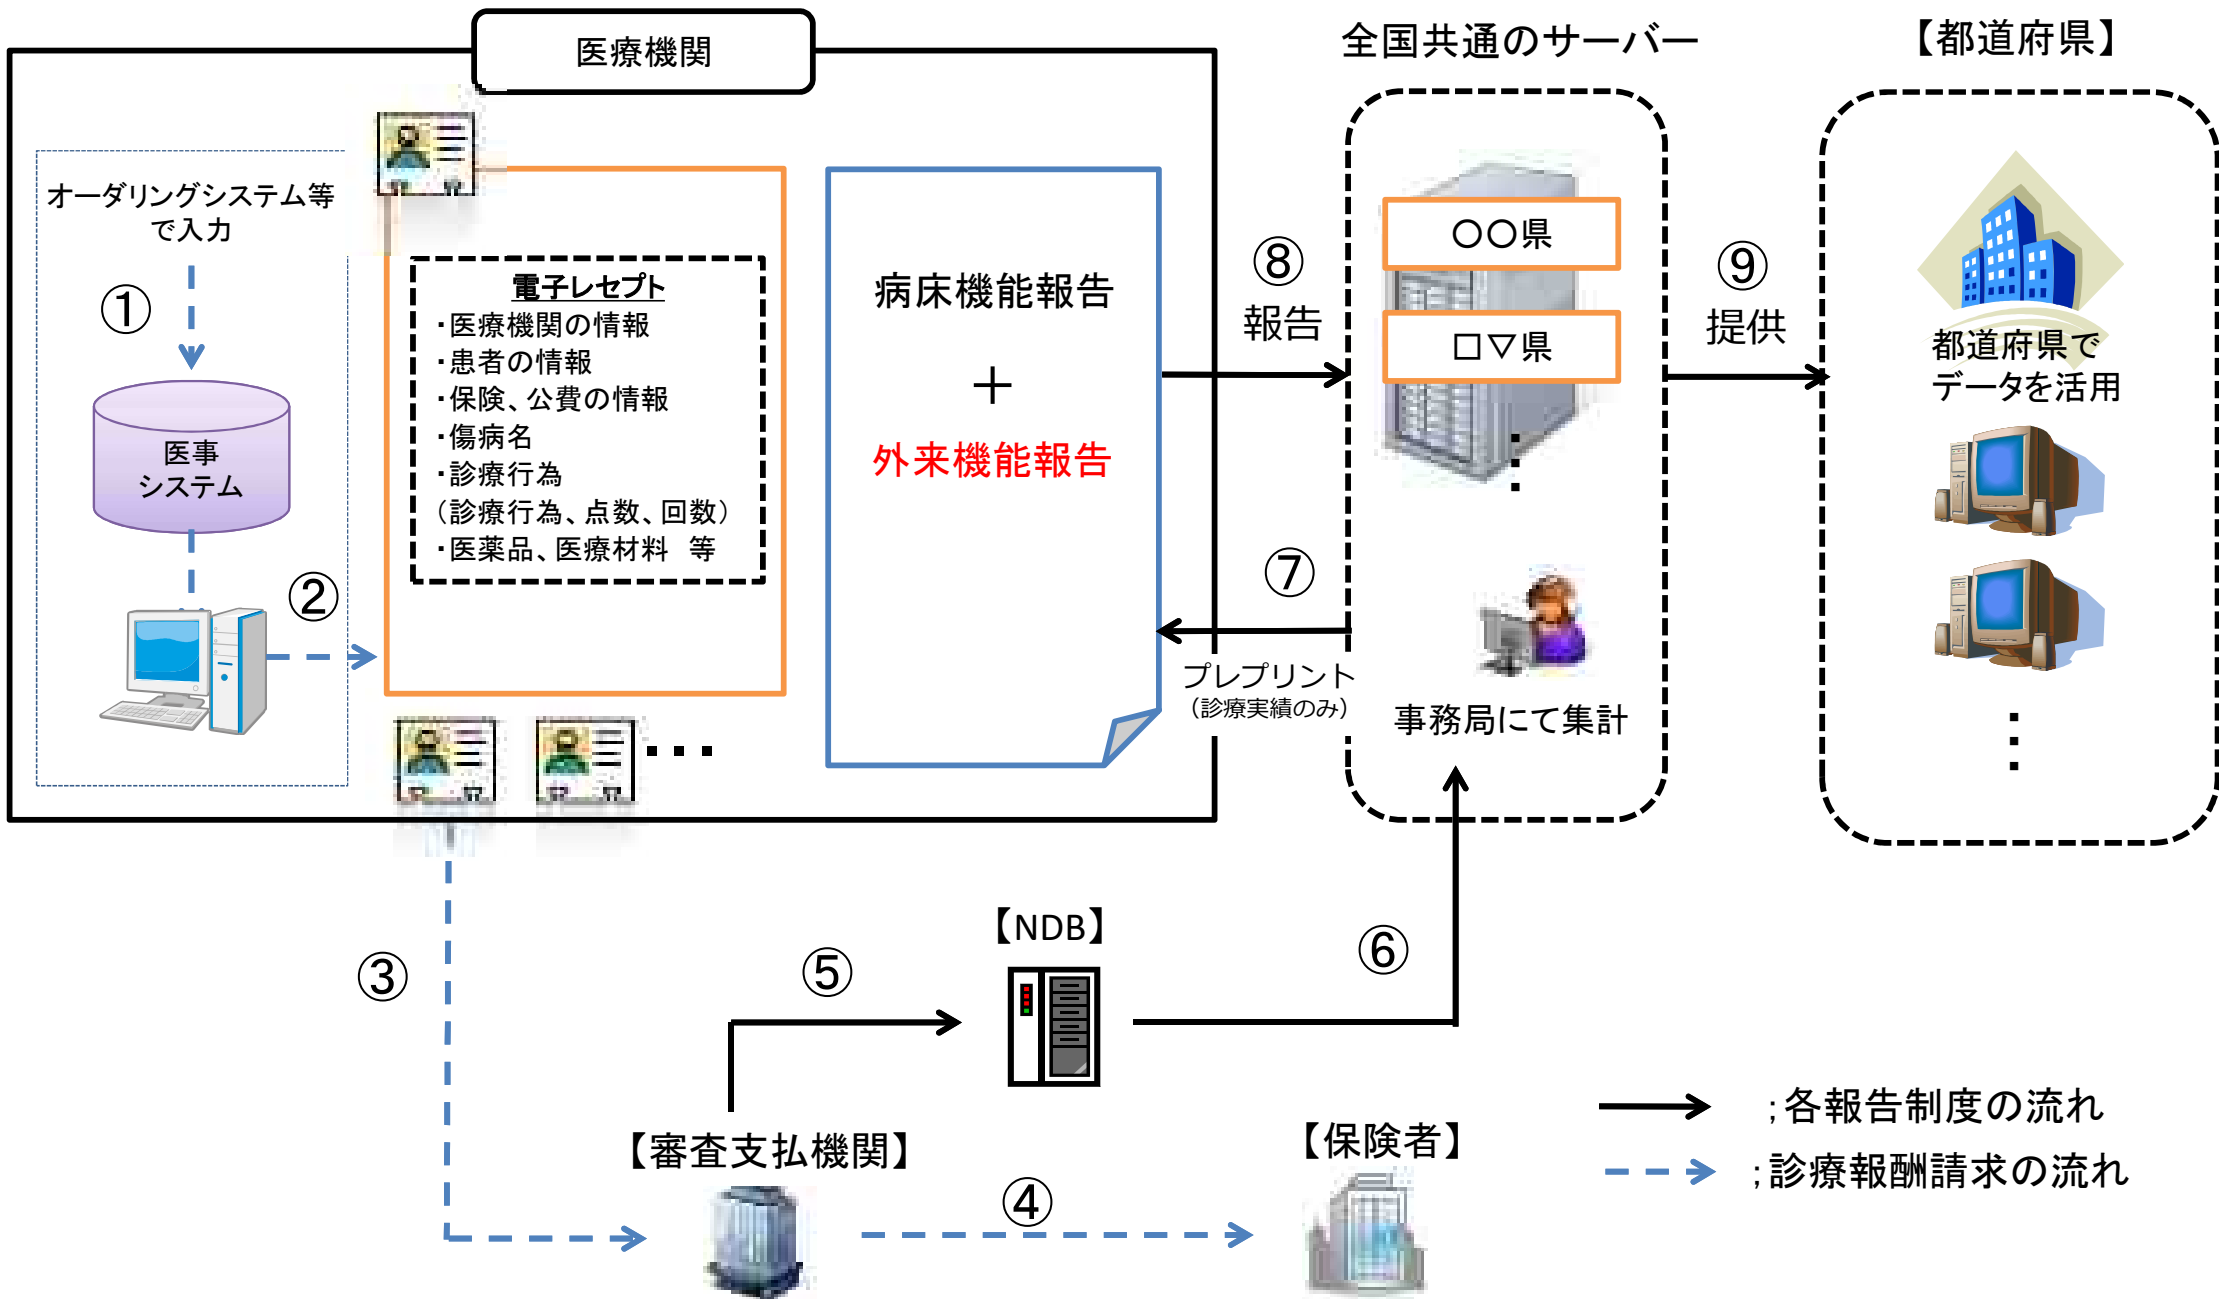 医療機関
全国共通のサーバー
【都道府県】
オーダリングシステム等
で入力
①
医事
システム
②
電子レセプト
・医療機関の情報
・患者の情報
・保険、公費の情報
・傷病名
・診療行為
（診療行為、点数、回数）
・医薬品、医療材料　等
病床機能報告
＋
外来機能報告
⑧
報告
○○県
□▽県
⑨
提供
都道府県で
データを活用
⑦
プレプリント
（診療実績のみ）
事務局にて集計
③
⑤
【NDB】
⑥
【審査支払機関】
④
【保険者】
；各報告制度の流れ
；診療報酬請求の流れ